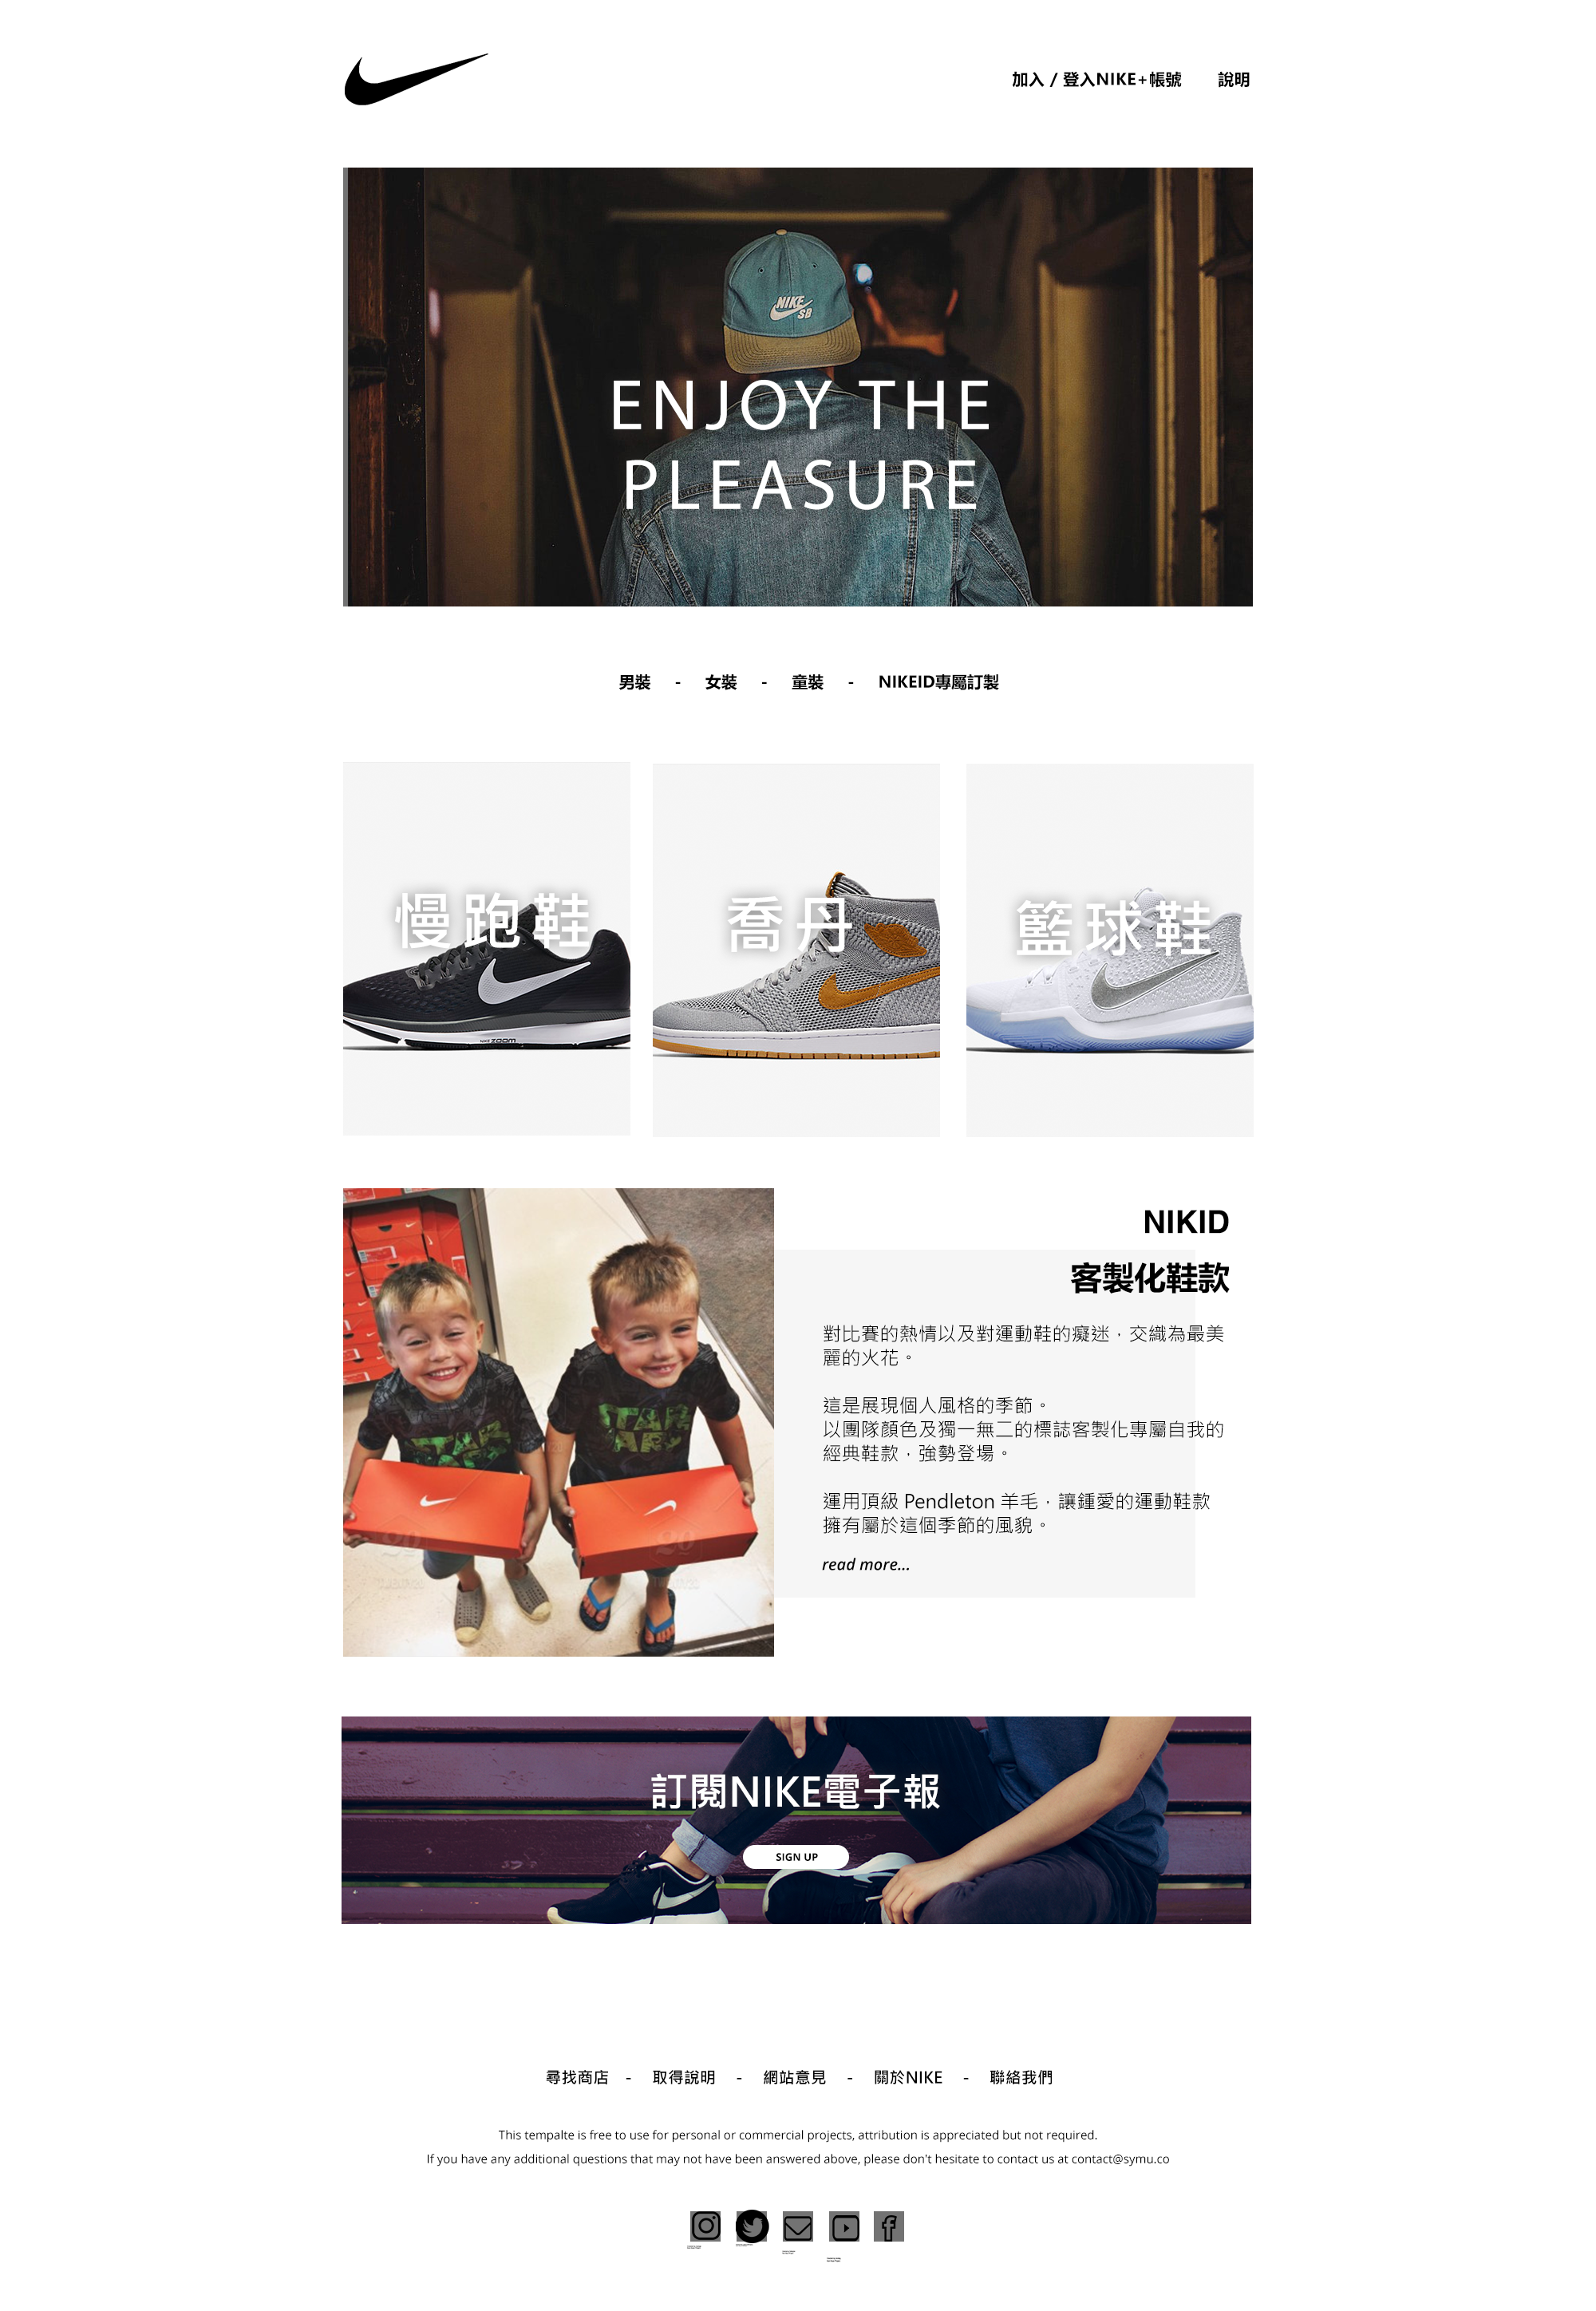 加入 / 登入NIKE+帳號 說明
NIKE
SB
ENJOY THE
PLEASURE
男裝 - 女裝 - 童裝 - NIKEID專屬訂製
慢跑鞋
喬丹
籃球鞋
NIKE ZOOM
NIKID
客製化鞋款
對比賽的熱情以及對運動鞋的癡迷，交織為最美
麗的火花。
這是展現個人風格的季節。
以團隊顏色及獨一無二的標誌客製化專屬自我的
經典鞋款，強勢登場。
運用頂級 Pendleton 羊毛，讓鍾愛的運動鞋款
擁有屬於這個季節的風貌。
read more...
STAR
WARS
STAR
WARS
訂閱NIKE電子報
SIGN UP
尋找商店 - 取得說明 - 網站意見 - 關於NIKE - 聯絡我們
This tempalte is free to use for personal or commercial projects, attribution is appreciated but not required.
If you have any additional questions that may not have been answered above, please don't hesitate to contact us at contact@symu.co